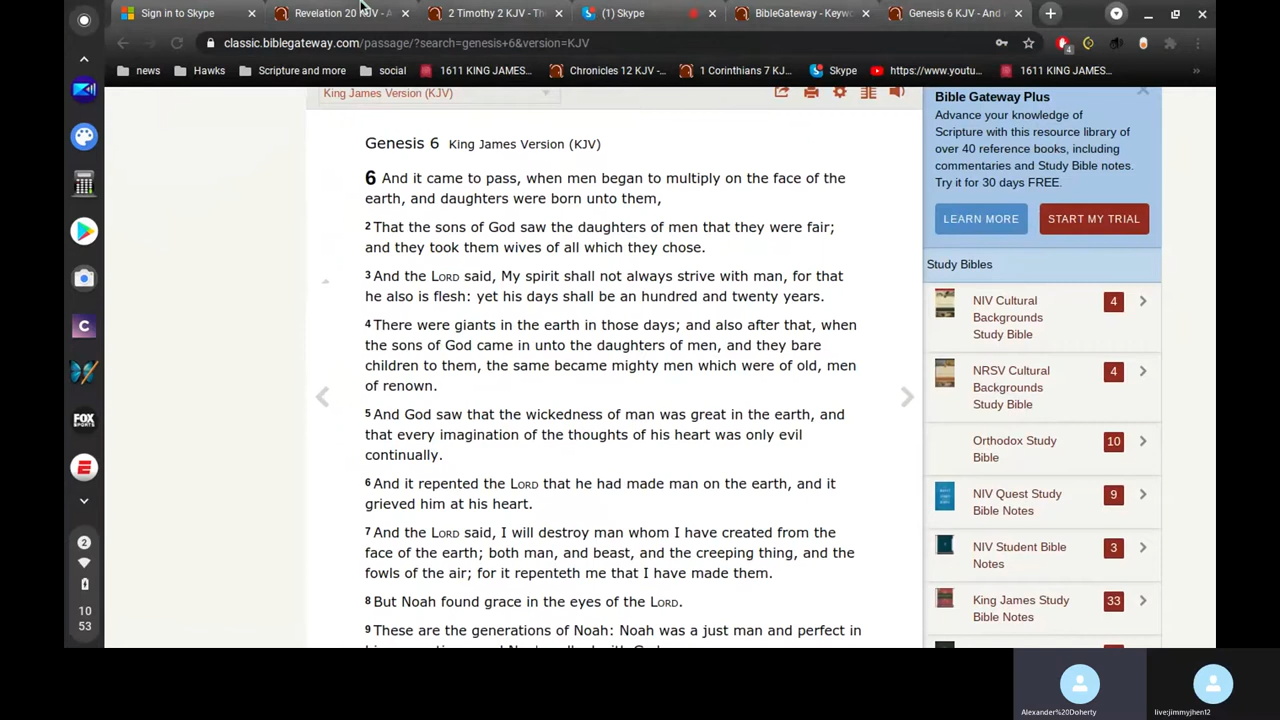 Sign in to Skype
Revelation 20 KJV - A
2 Timothy 2 KJV - Th
(1) Skype
BibleGateway - Keyw
Genesis 6 KJV - And
classic.biblegateway.com/passage/?search=genesis+6&version=KJV
4
news
Hawks
Scripture and more
social
1611 KING JAMES...
Chronicles 12 KJV -...
1 Corinthians 7 KJ...
Skype
https://www.youtu...
1611 KING JAMES...
»
King James Version (KJV)
Genesis 6 King James Version (KJV)
6 And it came to pass, when men began to multiply on the face of the
earth, and daughters were born unto them,
2 That the sons of God saw the daughters of men that they were fair;
and they took them wives of all which they chose.
3 And the LORD said, My spirit shall not always strive with man, for that
he also is flesh: yet his days shall be an hundred and twenty years.
4 There were giants in the earth in those days; and also after that, when
the sons of God came in unto the daughters of men, and they bare
children to them, the same became mighty men which were of old, men
of renown.
5 And God saw that the wickedness of man was great in the earth, and
that every imagination of the thoughts of his heart was only evil
continually.
6 And it repented the LORD that he had made man on the earth, and it
grieved him at his heart.
7 And the LORD said, I will destroy man whom I have created from the
face of the earth; both man, and beast, and the creeping thing, and the
fowls of the air; for it repenteth me that I have made them.
8 But Noah found grace in the eyes of the LORD.
9 These are the generations of Noah: Noah was a just man and perfect in
Bible Gateway Plus
Advance your knowledge of
Scripture with this resource library of
over 40 reference books, including
commentaries and Study Bible notes.
Try it for 30 days FREE.
LEARN MORE
START MY TRIAL
Study Bibles
NIV Cultural
Backgrounds
Study Bible
4
NRSV Cultural
Backgrounds
Study Bible
4
Orthodox Study
Bible
10
NIV Quest Study
Bible Notes
9
NIV Student Bible
Notes
3
King James Study
Bible Notes
33
C
FOX
SPORTS
2
10
53
Alexander%20Doherty
live:jimmyjhen12